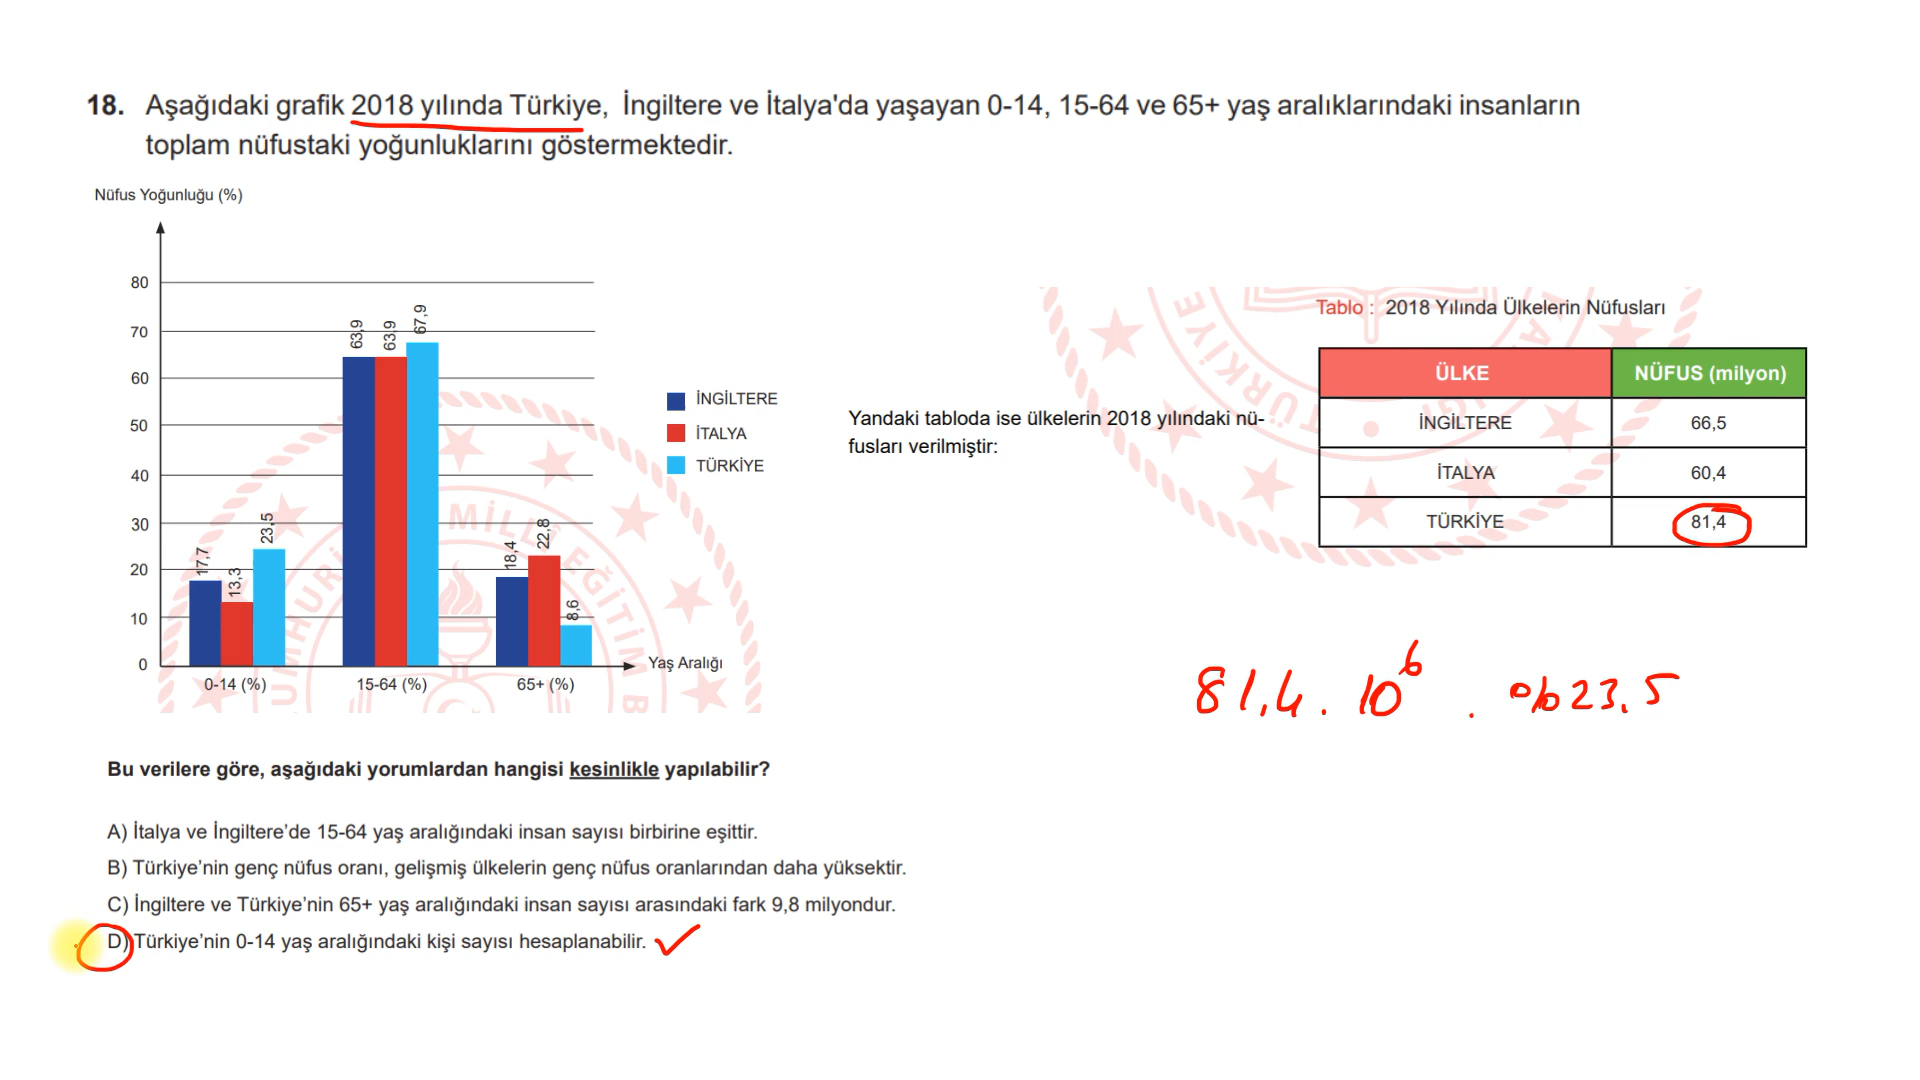 18. Aşağıdaki grafik 2018 yılında Türkiye, İngiltere ve İtalya'da yaşayan 0-14, 15-64 ve 65+ yaş aralıklarındaki insanların
toplam nüfustaki yoğunluklarını göstermektedir.
Nüfus Yoğunluğu (%)
80
70
60
50
40
30
20
10
0
17,7
13,3
23,5
63,9
63,9
67,9
18,4
22,8
8,6
0-14 (%)
15-64 (%)
65+ (%)
Yaş Aralığı
İNGİLTERE
İTALYA
TÜRKİYE
Yandaki tabloda ise ülkelerin 2018 yılındaki nü-
fusları verilmiştir:
Tablo : 2018 Yılında Ülkelerin Nüfusları
ÜLKE NÜFUS (milyon)
İNGİLTERE 66,5
İTALYA 60,4
TÜRKİYE 81,4
81,4 . 10⁶ . %23,5
Bu verilere göre, aşağıdaki yorumlardan hangisi kesinlikle yapılabilir?
A) İtalya ve İngiltere’de 15-64 yaş aralığındaki insan sayısı birbirine eşittir.
B) Türkiye’nin genç nüfus oranı, gelişmiş ülkelerin genç nüfus oranlarından daha yüksektir.
C) İngiltere ve Türkiye’nin 65+ yaş aralığındaki insan sayısı arasındaki fark 9,8 milyondur.
D) Türkiye’nin 0-14 yaş aralığındaki kişi sayısı hesaplanabilir.